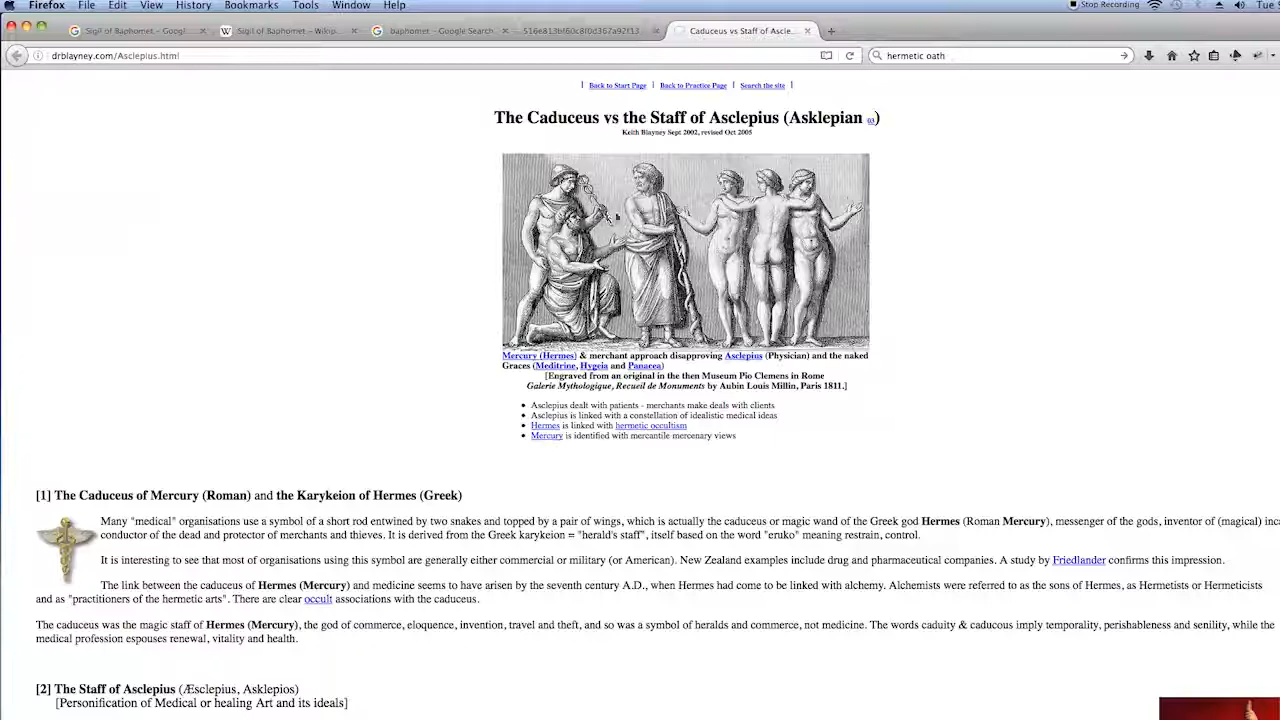 Firefox File Edit View History Bookmarks Tools Window Help Stop Recording Tue
Sigil of Baphomet - Googl... Sigil of Baphomet - Wikip... baphomet - Google Search 516e813bf60c8f0d367a92f13... Caduceus vs Staff of Ascle...
drblayney.com/Asclepius.html hermetic oath
| Back to Start Page | Back to Practice Page | Search the site |
The Caduceus vs the Staff of Asclepius (Asklepian 03)
Keith Blayney Sept 2002, revised Oct 2005
Mercury (Hermes) & merchant approach disapproving Asclepius (Physician) and the naked
Graces (Meditrine, Hygeia and Panacea)
[Engraved from an original in the then Museum Pio Clemens in Rome
Galerie Mythologique, Recueil de Monuments by Aubin Louis Millin, Paris 1811.]
• Asclepius dealt with patients - merchants make deals with clients
• Asclepius is linked with a constellation of idealistic medical ideas
• Hermes is linked with hermetic occultism
• Mercury is identified with mercantile mercenary views
[1] The Caduceus of Mercury (Roman) and the Karykeion of Hermes (Greek)
Many "medical" organisations use a symbol of a short rod entwined by two snakes and topped by a pair of wings, which is actually the caduceus or magic wand of the Greek god Hermes (Roman Mercury), messenger of the gods, inventor of (magical) inc
conductor of the dead and protector of merchants and thieves. It is derived from the Greek karykeion = "herald's staff", itself based on the word "eruko" meaning restrain, control.
It is interesting to see that most of organisations using this symbol are generally either commercial or military (or American). New Zealand examples include drug and pharmaceutical companies. A study by Friedlander confirms this impression.
The link between the caduceus of Hermes (Mercury) and medicine seems to have arisen by the seventh century A.D., when Hermes had come to be linked with alchemy. Alchemists were referred to as the sons of Hermes, as Hermetists or Hermeticists
and as "practitioners of the hermetic arts". There are clear occult associations with the caduceus.
The caduceus was the magic staff of Hermes (Mercury), the god of commerce, eloquence, invention, travel and theft, and so was a symbol of heralds and commerce, not medicine. The words caduity & caducous imply temporality, perishableness and senility, while the
medical profession espouses renewal, vitality and health.
[2] The Staff of Asclepius (Æsclepius, Asklepios)
[Personification of Medical or healing Art and its ideals]